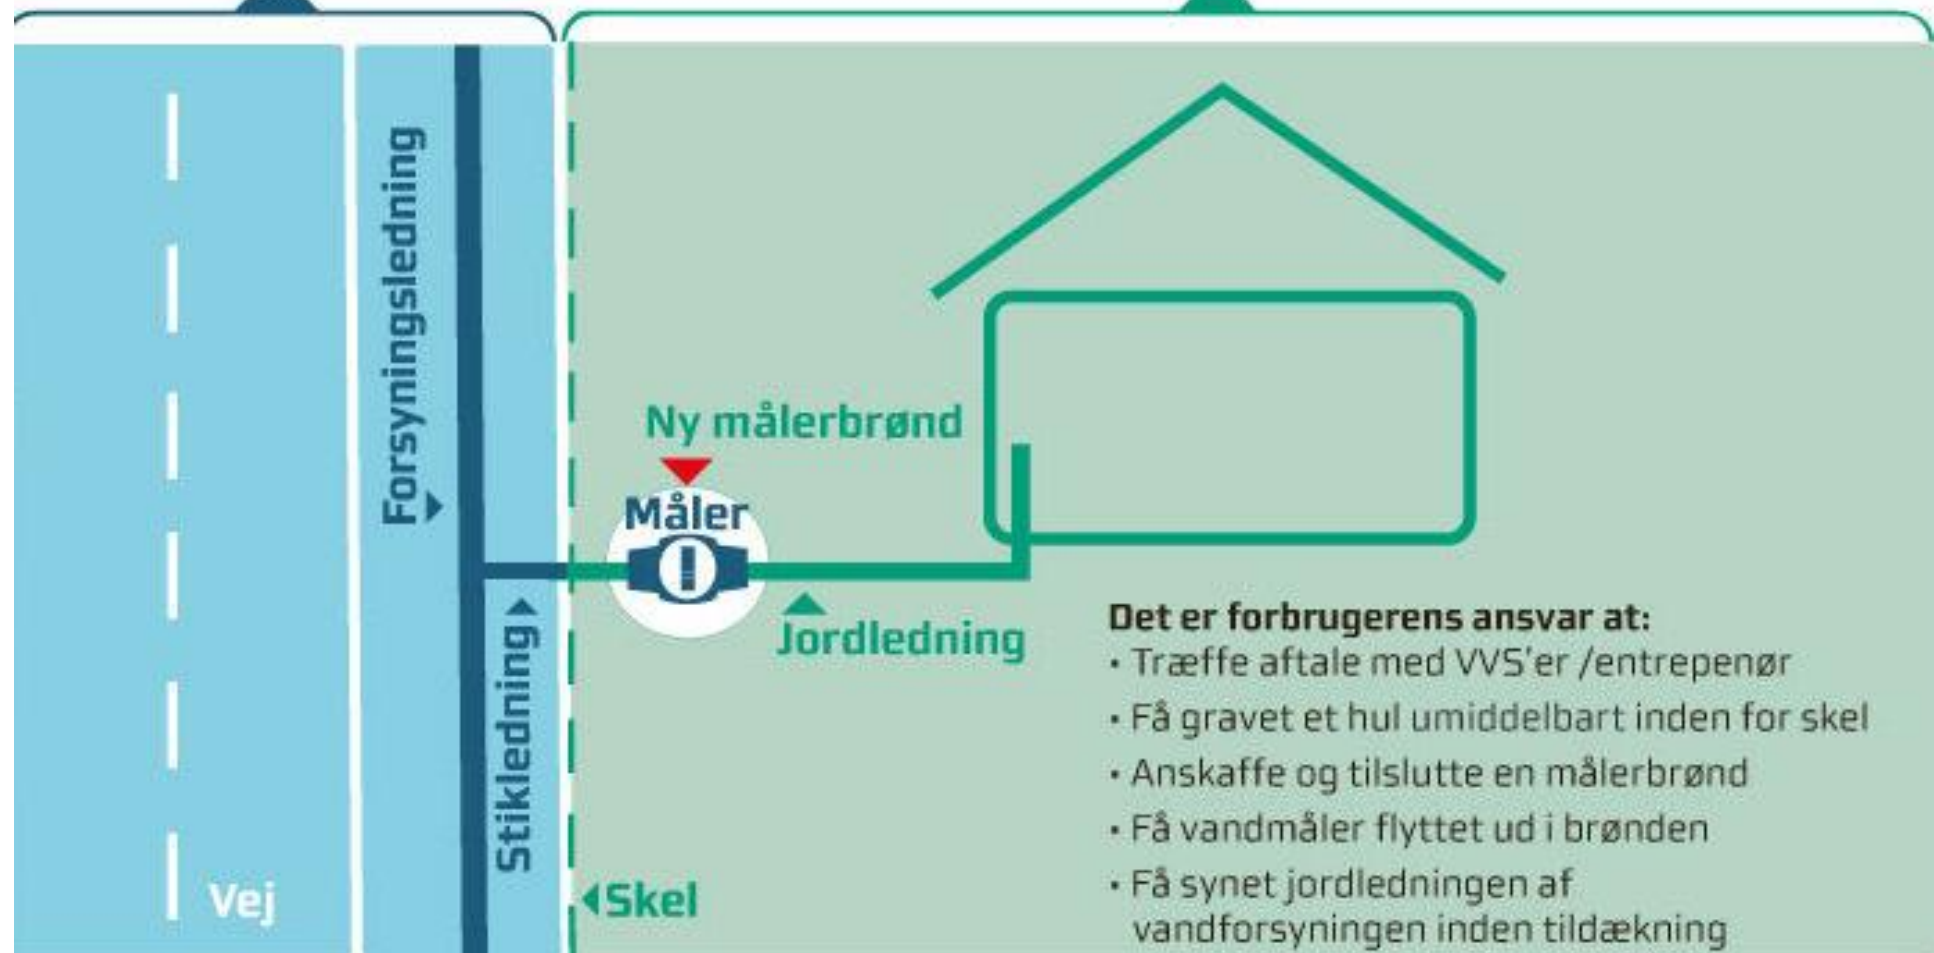 Forsyningsledning
Ny målerbrønd
Måler
Jordledning
Stikledning
Vej
Skel
Det er forbrugerens ansvar at:
• Træffe aftale med VVS'er /entrepenør
• Få gravet et hul umiddelbart inden for skel
• Anskaffe og tilslutte en målerbrønd
• Få vandmåler flyttet ud i brønden
• Få synet jordledningen af
vandforsyningen inden tildækning